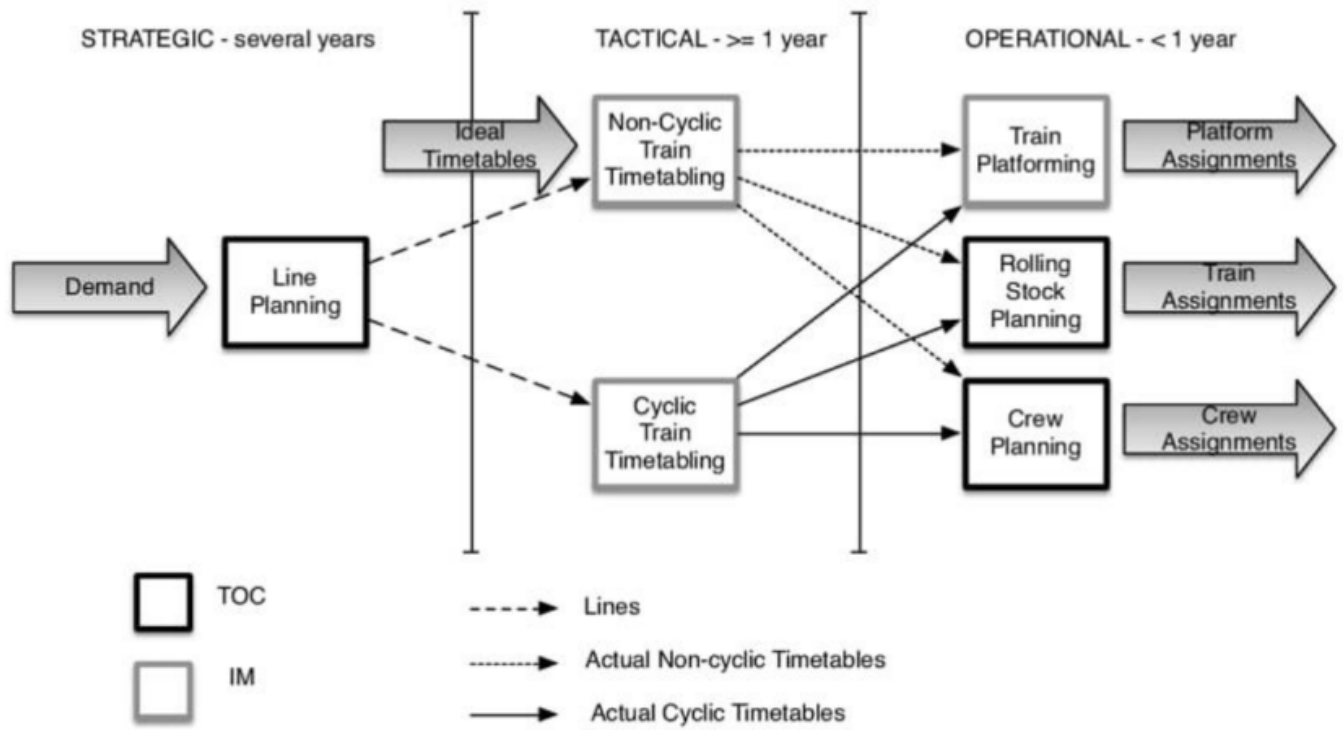 STRATEGIC - several years
TACTICAL - >= 1 year
OPERATIONAL - < 1 year
Ideal
Timetables
Non-Cyclic
Train
Timetabling
Train
Platforming
Platform
Assignments
Demand
Line
Planning
Rolling
Stock
Planning
Train
Assignments
Cyclic
Train
Timetabling
Crew
Planning
Crew
Assignments
TOC
IM
Lines
Actual Non-cyclic Timetables
Actual Cyclic Timetables